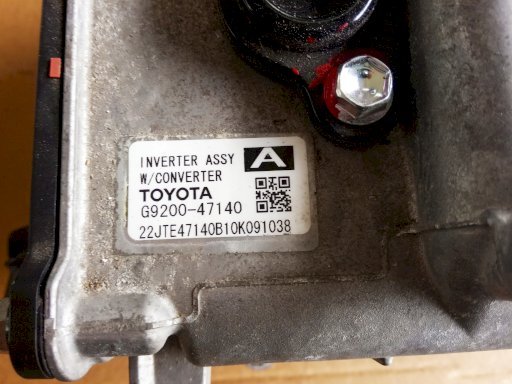 INVERTER ASSY A
W/CONVERTER
TOYOTA
G9200-47140
22JTE47140B10K091038